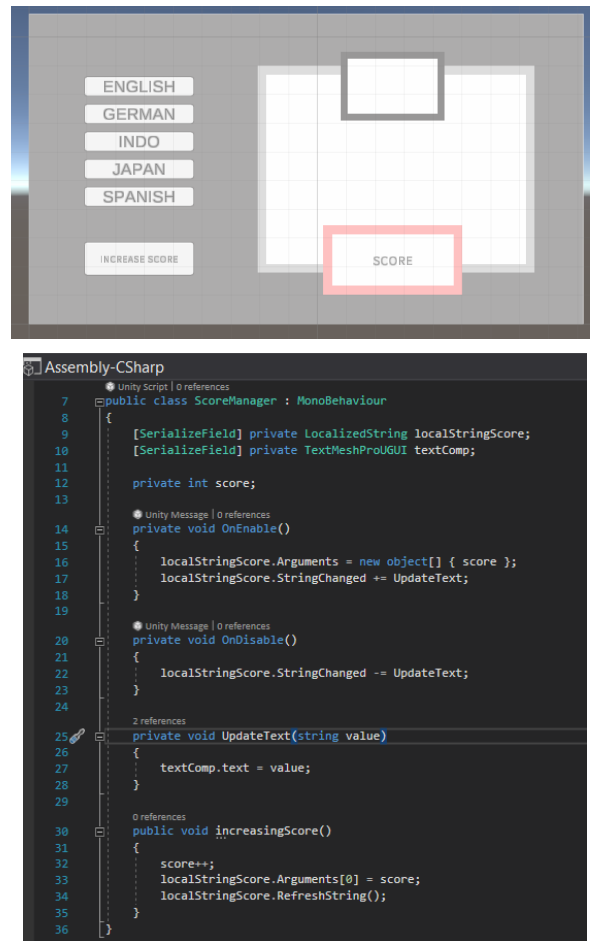 ENGLISH
GERMAN
INDO
JAPAN
SPANISH
INCREASE SCORE
SCORE
Assembly-CSharp
Unity Script | 0 references
7 public class ScoreManager : MonoBehaviour
8 {
9 [SerializeField] private LocalizedString localStringScore;
10 [SerializeField] private TextMeshProUGUI textComp;
11
12 private int score;
13
Unity Message | 0 references
14 private void OnEnable()
15 {
16 localStringScore.Arguments = new object[] { score };
17 localStringScore.StringChanged += UpdateText;
18 }
19
Unity Message | 0 references
20 private void OnDisable()
21 {
22 localStringScore.StringChanged -= UpdateText;
23 }
24
2 references
25 private void UpdateText(string value)
26 {
27 textComp.text = value;
28 }
29
0 references
30 public void increasingScore()
31 {
32 score++;
33 localStringScore.Arguments[0] = score;
34 localStringScore.RefreshString();
35 }
36 }